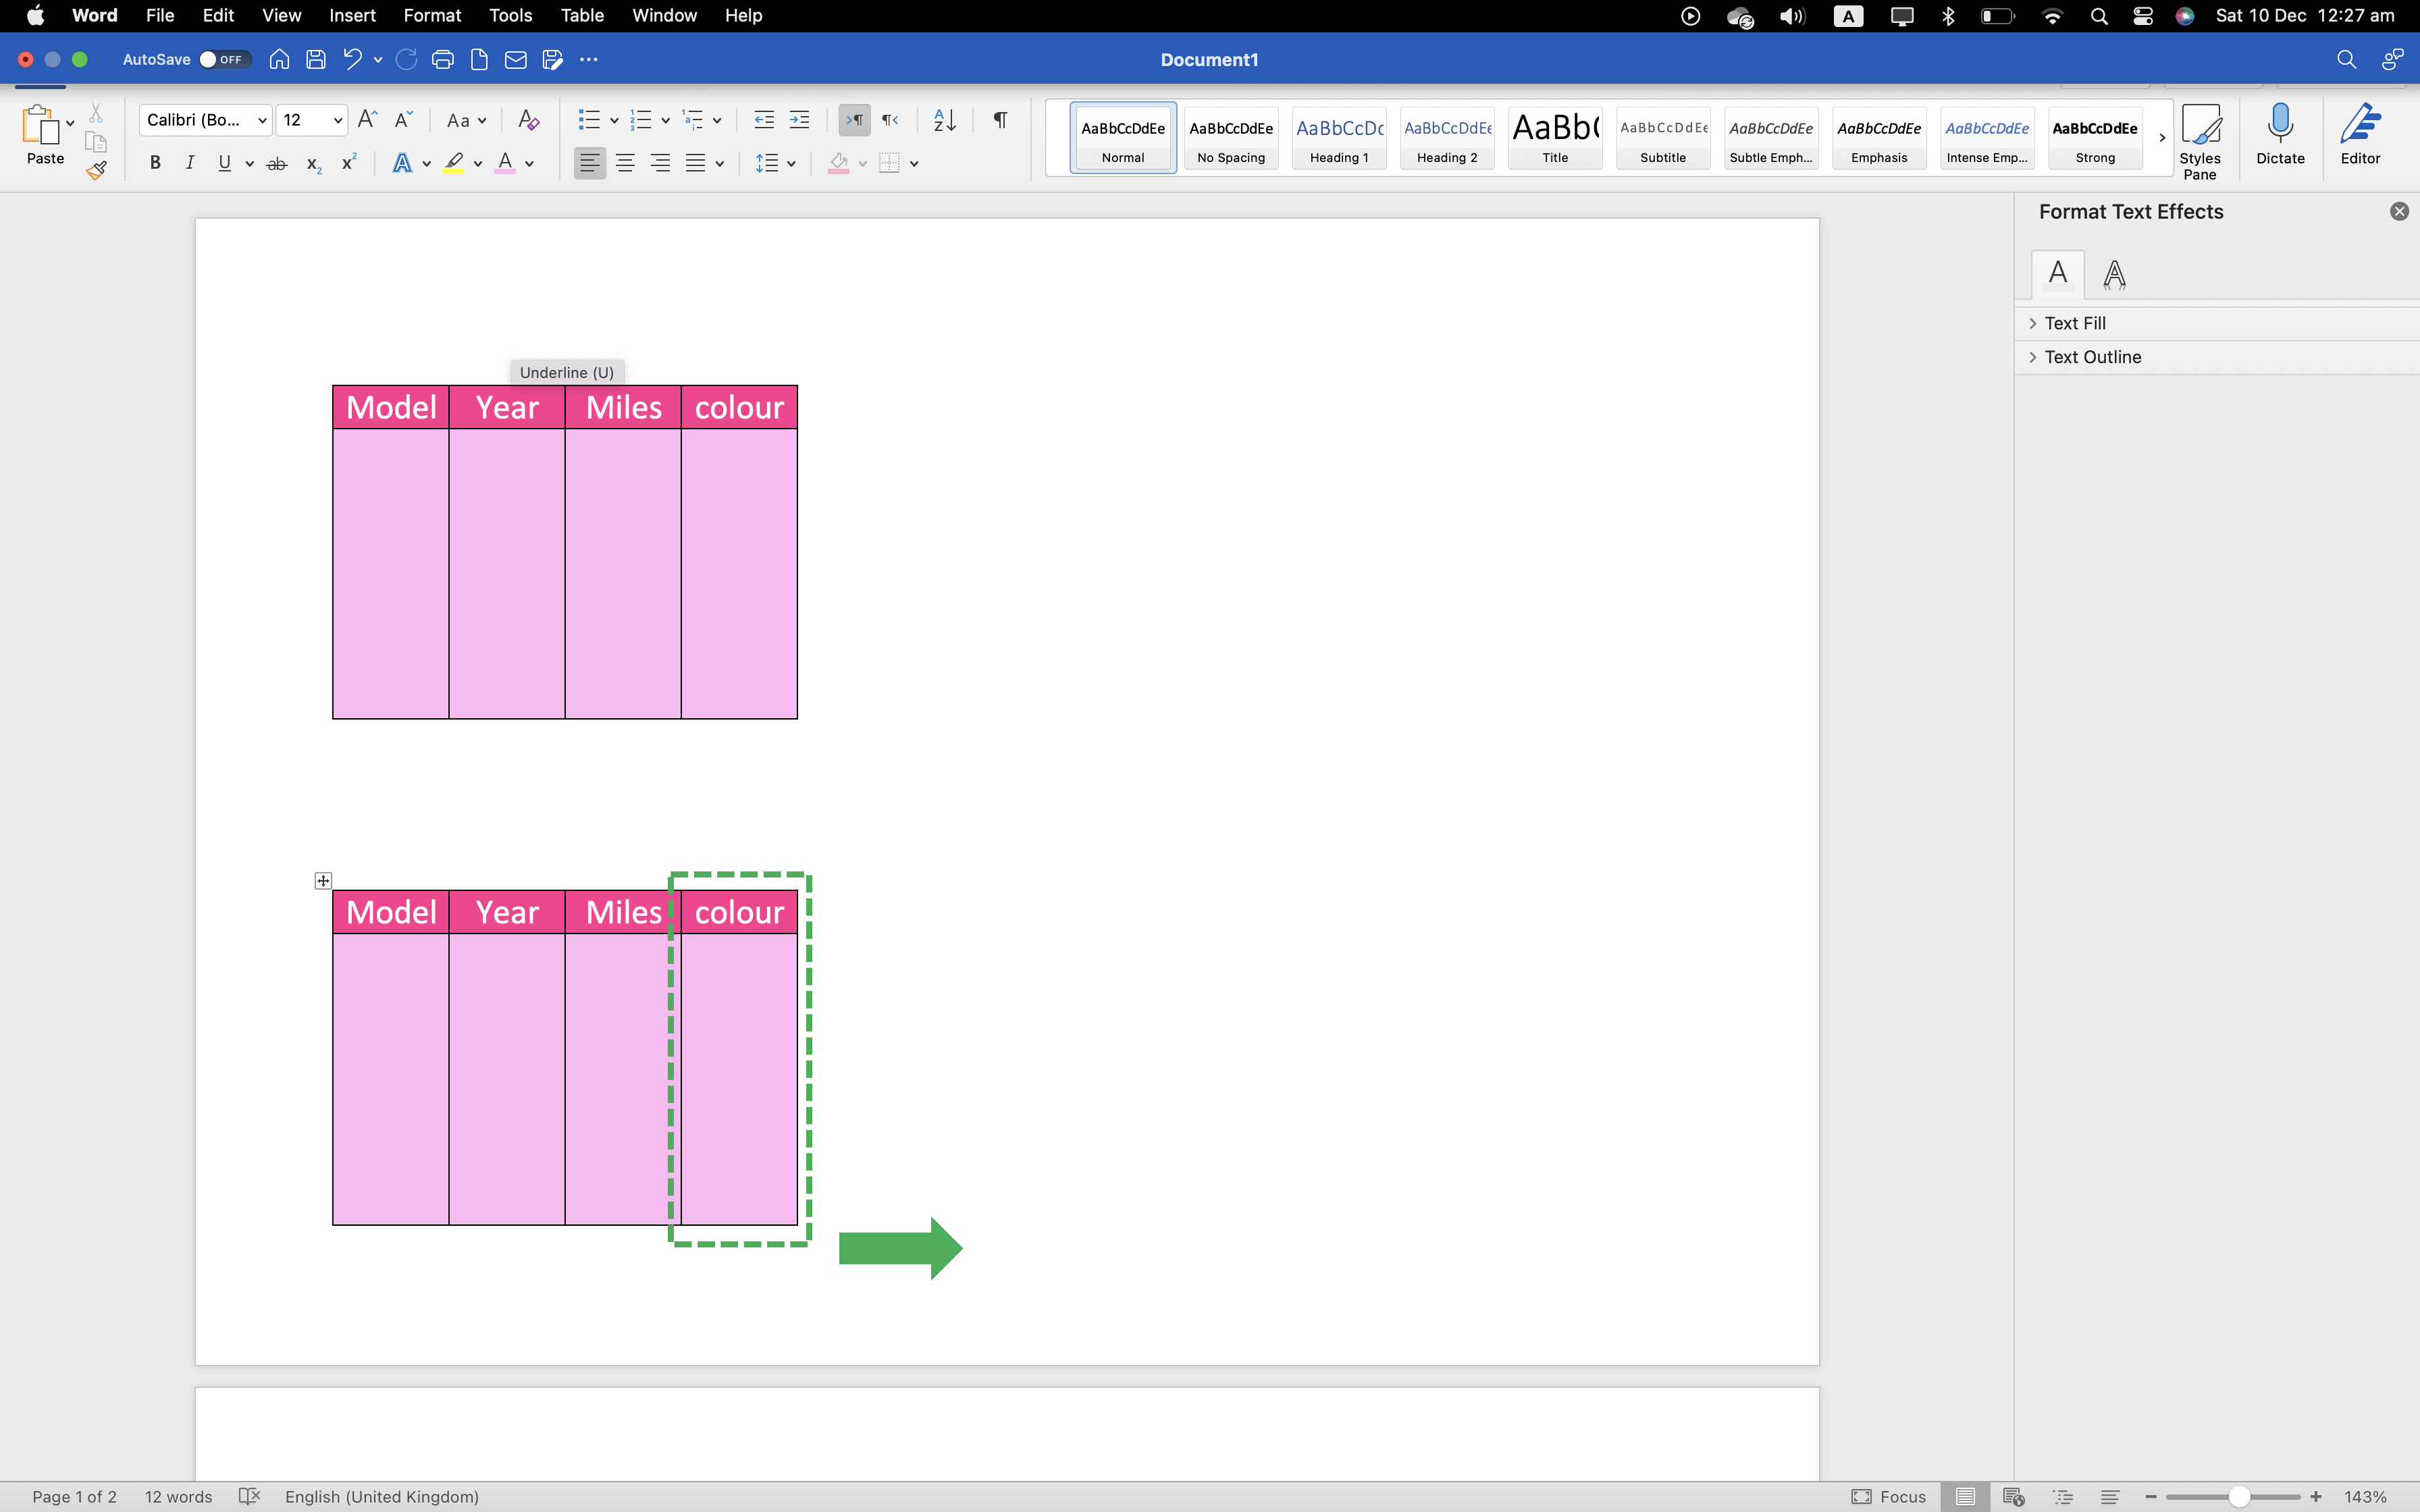 Word File Edit View Insert Format Tools Table Window Help A Sat 10 Dec 12:27 am
AutoSave OFF Document1
Paste Calibri (Bo... 12 Aa
B I U ab X2 X2 A A
AaBbCcDdEe AaBbCcDdEe AaBbCcDc AaBbCcDdEe AaBb( AaBbCcDdEe AaBbCcDdEe AaBbCcDdEe AaBbCcDdEe AaBbCcDdEe
Normal No Spacing Heading 1 Heading 2 Title Subtitle Subtle Emph... Emphasis Intense Emp... Strong
Styles Pane
Dictate
Editor
Format Text Effects
A A
Text Fill
Text Outline
Underline (U)
Model Year Miles colour
Model Year Miles colour
Page 1 of 2 12 words English (United Kingdom) Focus 143%